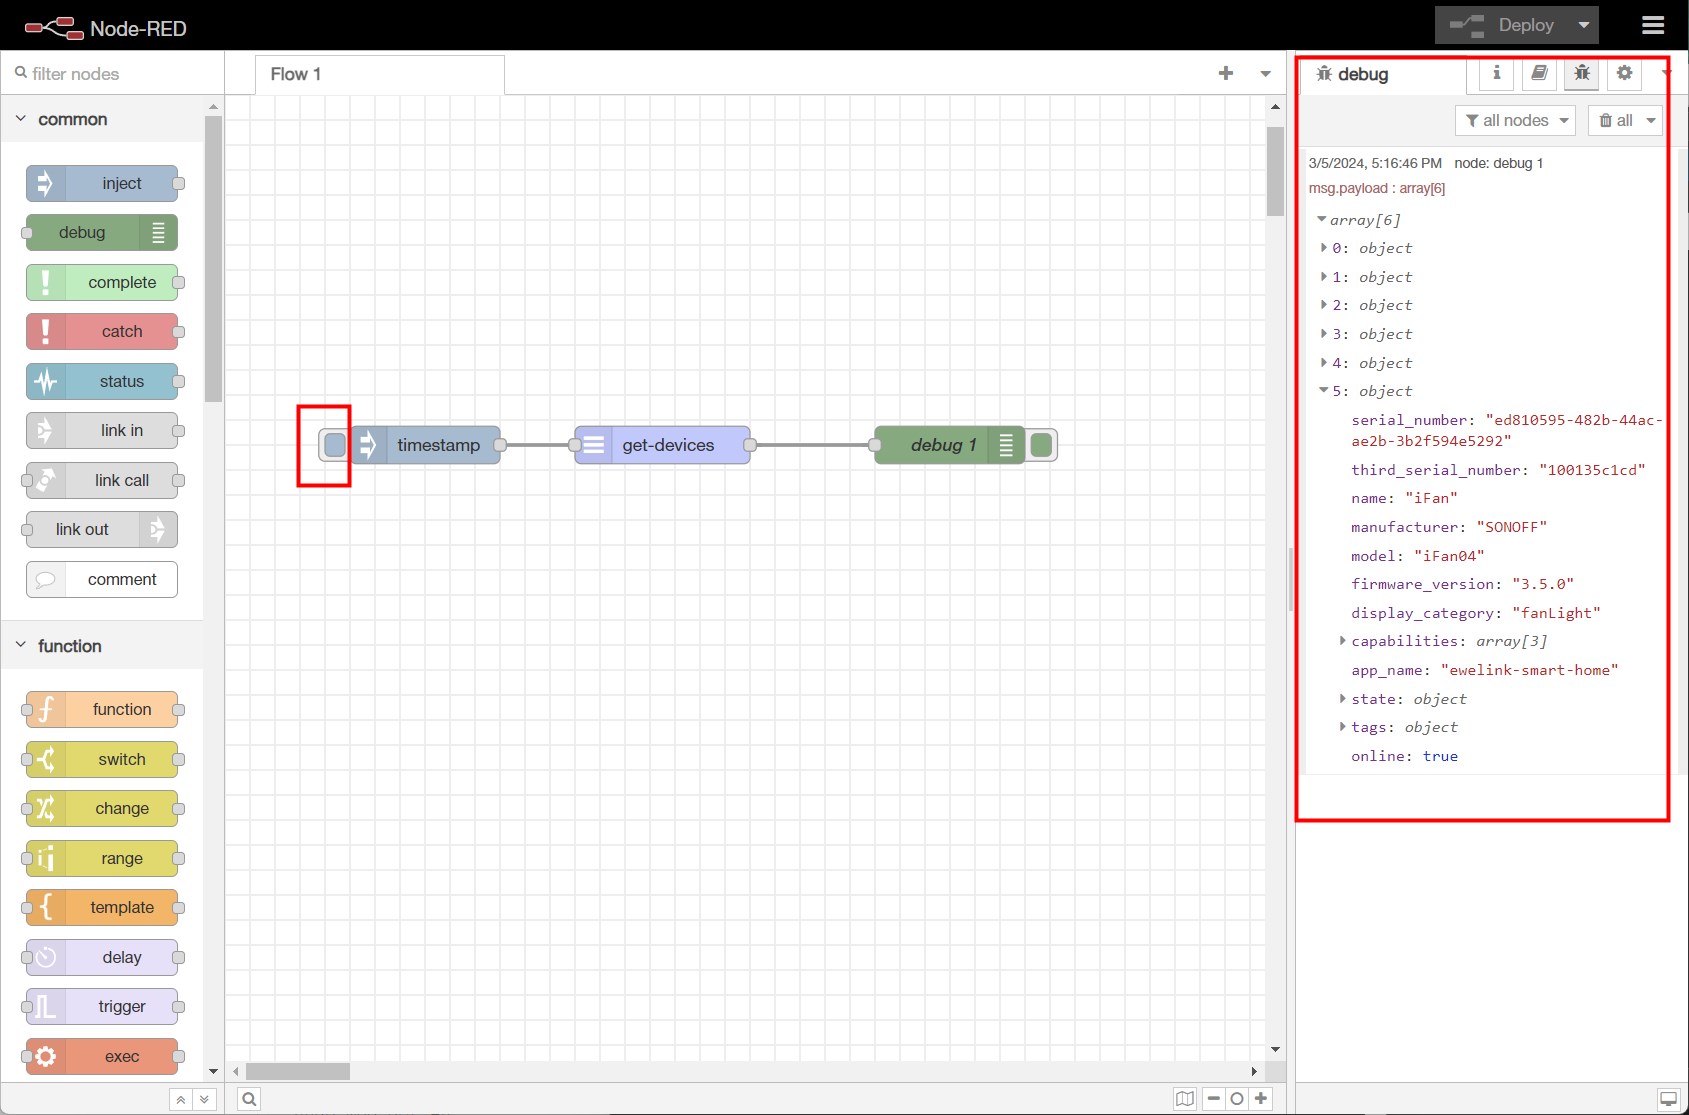 Node-RED
Deploy
filter nodes
Flow 1
debug
i
common
all nodes
all
inject
debug
complete
catch
status
link in
link call
link out
comment
function
function
switch
change
range
template
delay
trigger
exec
timestamp
get-devices
debug 1
3/5/2024, 5:16:46 PM node: debug 1
msg.payload : array[6]
array[6]
0: object
1: object
2: object
3: object
4: object
5: object
serial_number: "ed810595-482b-44ac-
ae2b-3b2f594e5292"
third_serial_number: "100135c1cd"
name: "iFan"
manufacturer: "SONOFF"
model: "iFan04"
firmware_version: "3.5.0"
display_category: "fanLight"
capabilities: array[3]
app_name: "ewelink-smart-home"
state: object
tags: object
online: true